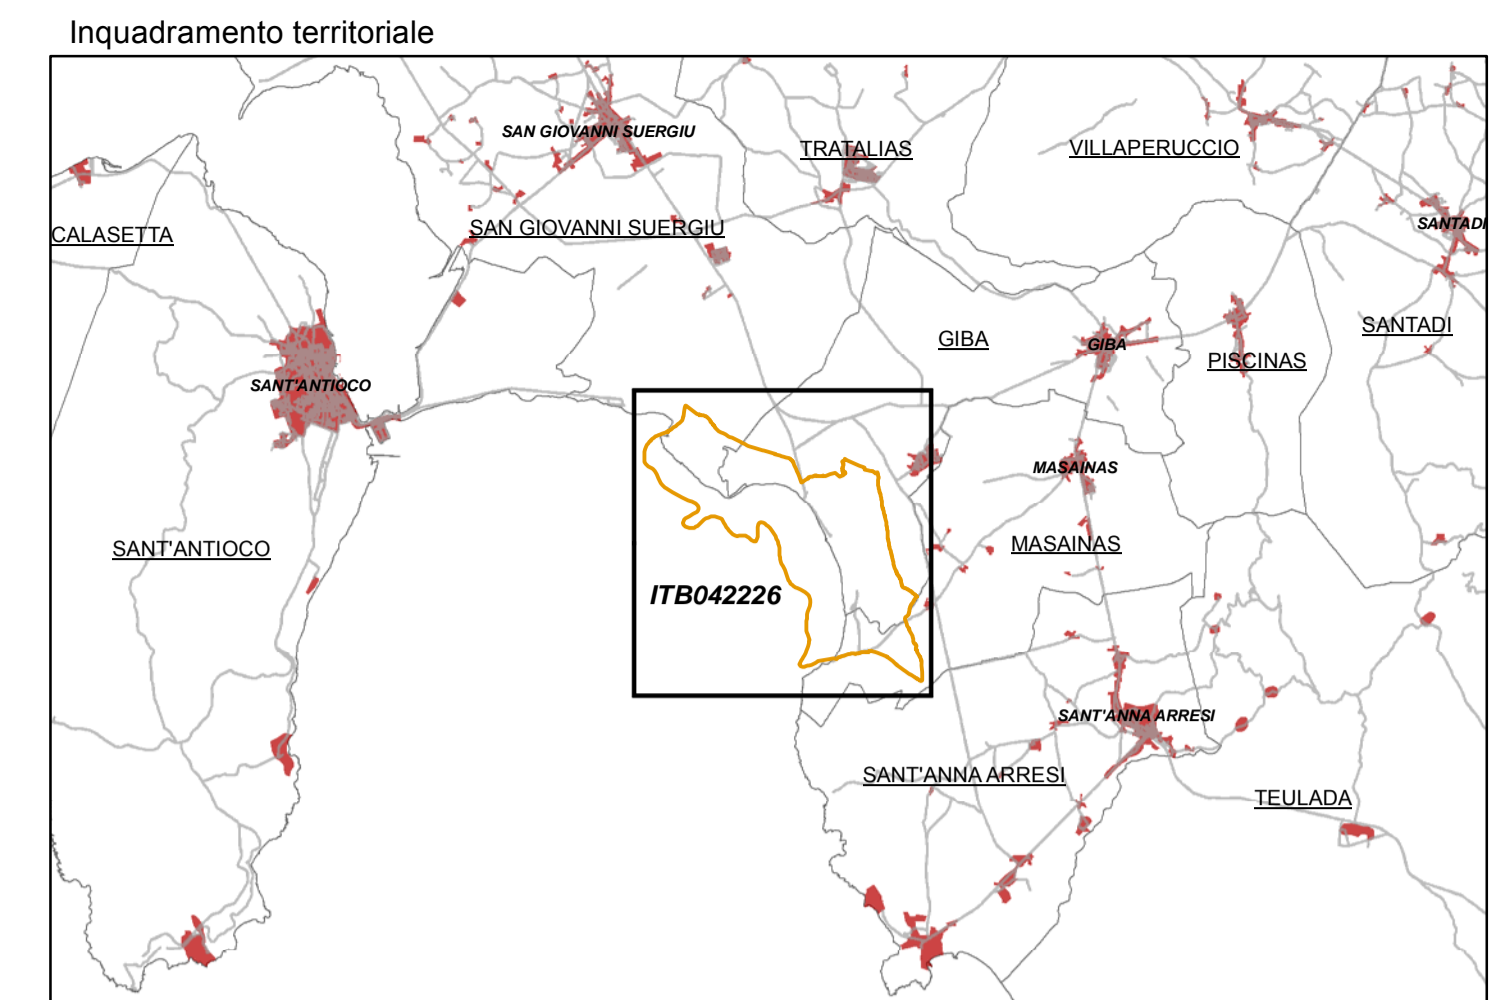 Inquadramento territoriale
SAN GIOVANNI SUERGIU
TRATALIAS
VILLAPERUCCIO
CALASETTA
SAN GIOVANNI SUERGIU
SANTADI
GIBA
GIBA
PISCINAS
SANTADI
SANT'ANTIOCO
MASAINAS
SANT'ANTIOCO
MASAINAS
ITB042226
SANT'ANNA ARRESI
SANT'ANNA ARRESI
TEULADA